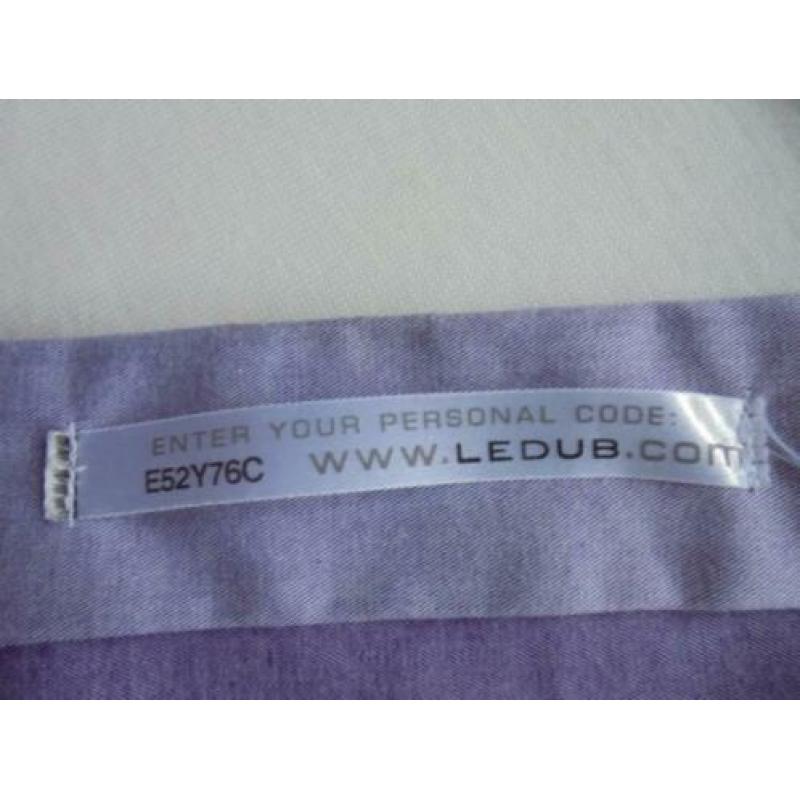 ENTER YOUR PERSONAL CODE:
E52Y76C WWW.LEDUB.com